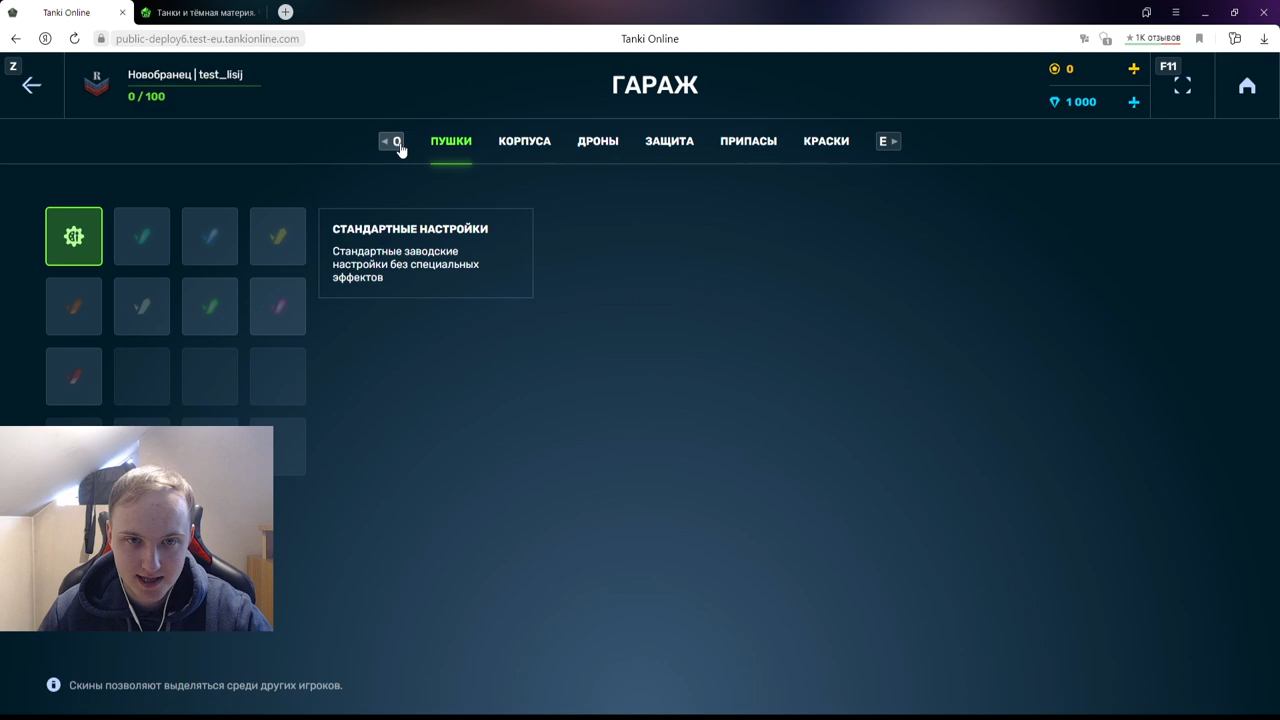 Tanki Online
Танки и тёмная материя.
public-deploy6.test-eu.tankionline.com
Tanki Online
1K отзывов
Z
R
Новобранец | test_lisij
0 / 100
ГАРАЖ
0
1 000
F11
Q
ПУШКИ
КОРПУСА
ДРОНЫ
ЗАЩИТА
ПРИПАСЫ
КРАСКИ
E
СТАНДАРТНЫЕ НАСТРОЙКИ
Стандартные заводские
настройки без специальных
эффектов
Скины позволяют выделяться среди других игроков.